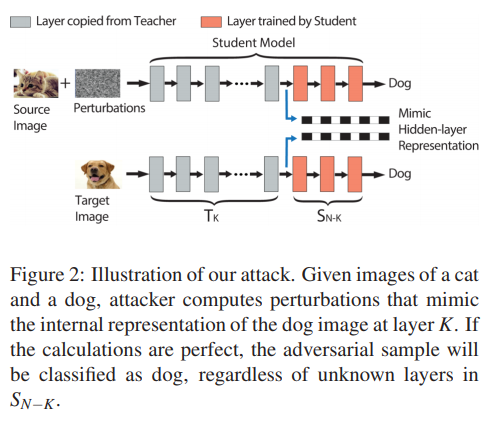 Layer copied from Teacher
Layer trained by Student
Student Model
Source
Image
+
Perturbations
Dog
Mimic
Hidden-layer
Representation
Dog
Target
Image
TK
SN-K
Figure 2: Illustration of our attack. Given images of a cat
and a dog, attacker computes perturbations that mimic
the internal representation of the dog image at layer K. If
the calculations are perfect, the adversarial sample will
be classified as dog, regardless of unknown layers in
SN−K.